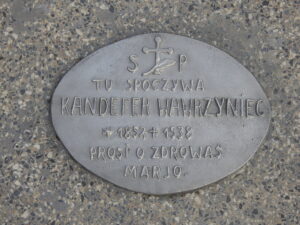 Ś P
TU SPOCZYWA
KANDEFER WAWRZYNIEC
* 1852 + 1938
PROSI O ZDROWAŚ
MARJO